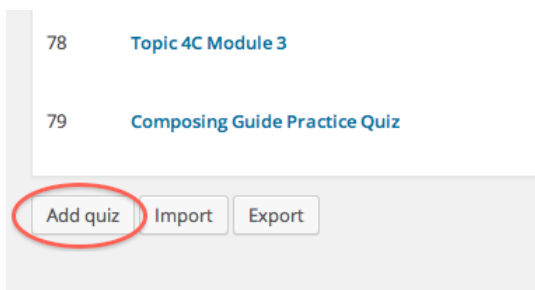 78 Topic 4C Module 3
79 Composing Guide Practice Quiz
Add quiz Import Export